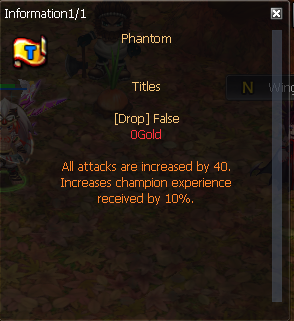 Information1/1
Phantom
T
Titles
N Wing
[Drop] False
0Gold
All attacks are increased by 40.
Increases champion experience
received by 10%.